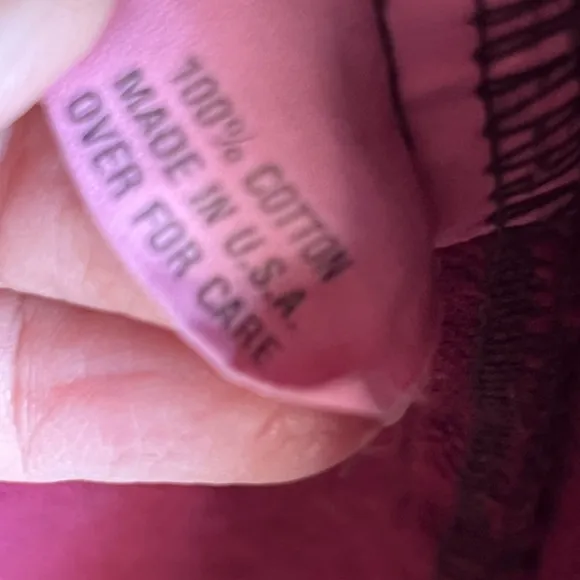 100% COTTON
MADE IN U.S.A.
OVER FOR CARE